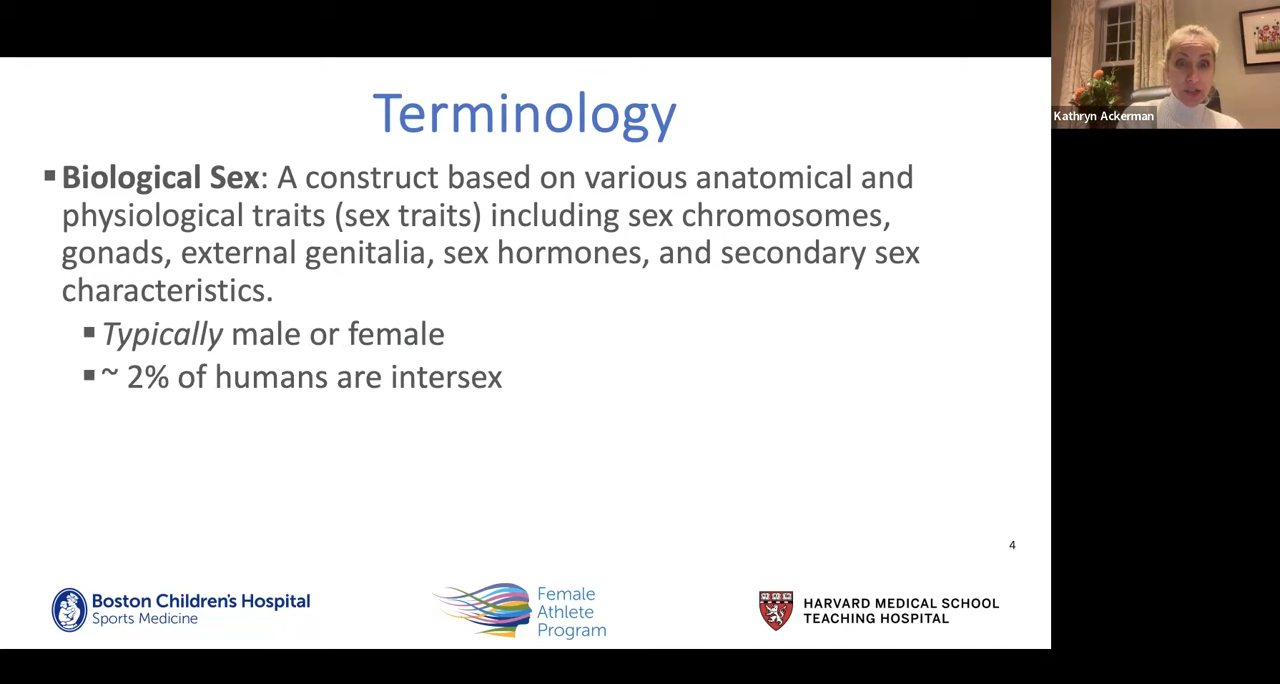 Terminology
▪Biological Sex: A construct based on various anatomical and
physiological traits (sex traits) including sex chromosomes,
gonads, external genitalia, sex hormones, and secondary sex
characteristics.
▪Typically male or female
▪~ 2% of humans are intersex
4
Boston Children's Hospital
Sports Medicine
Female
Athlete
Program
HARVARD MEDICAL SCHOOL
TEACHING HOSPITAL
Kathryn Ackerman